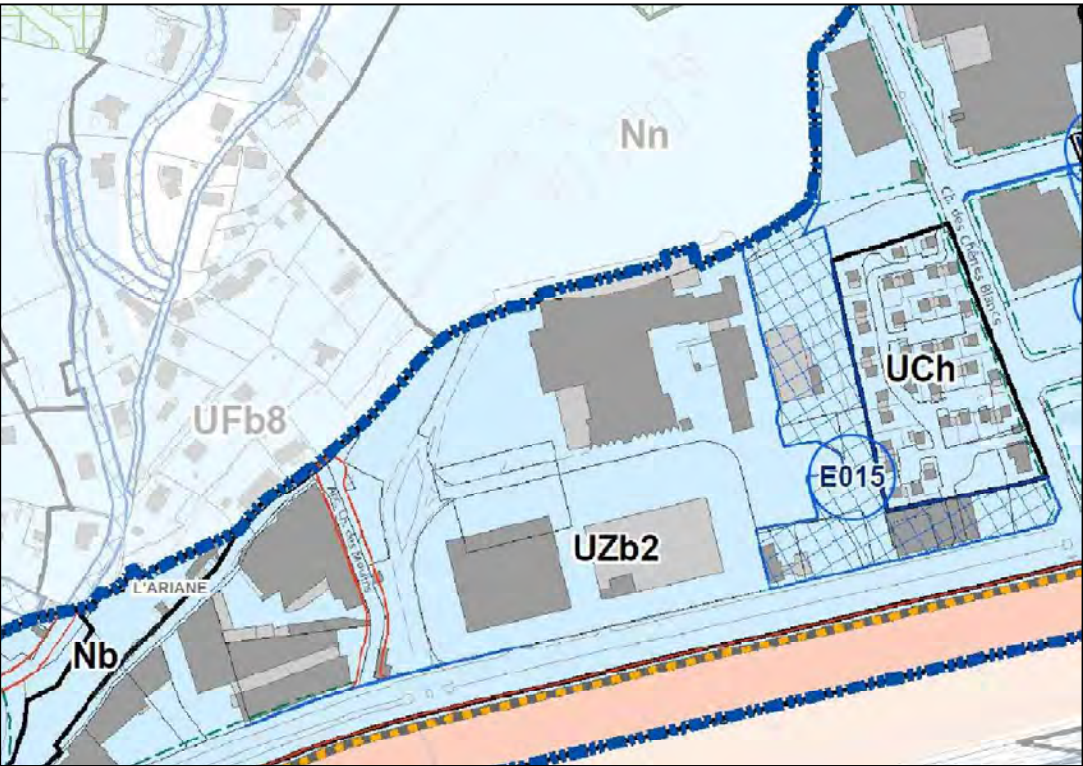 Nn
Ch. des Chênes Blancs
UCh
UFb8
E015
UZb2
L'ARIANE
Nb